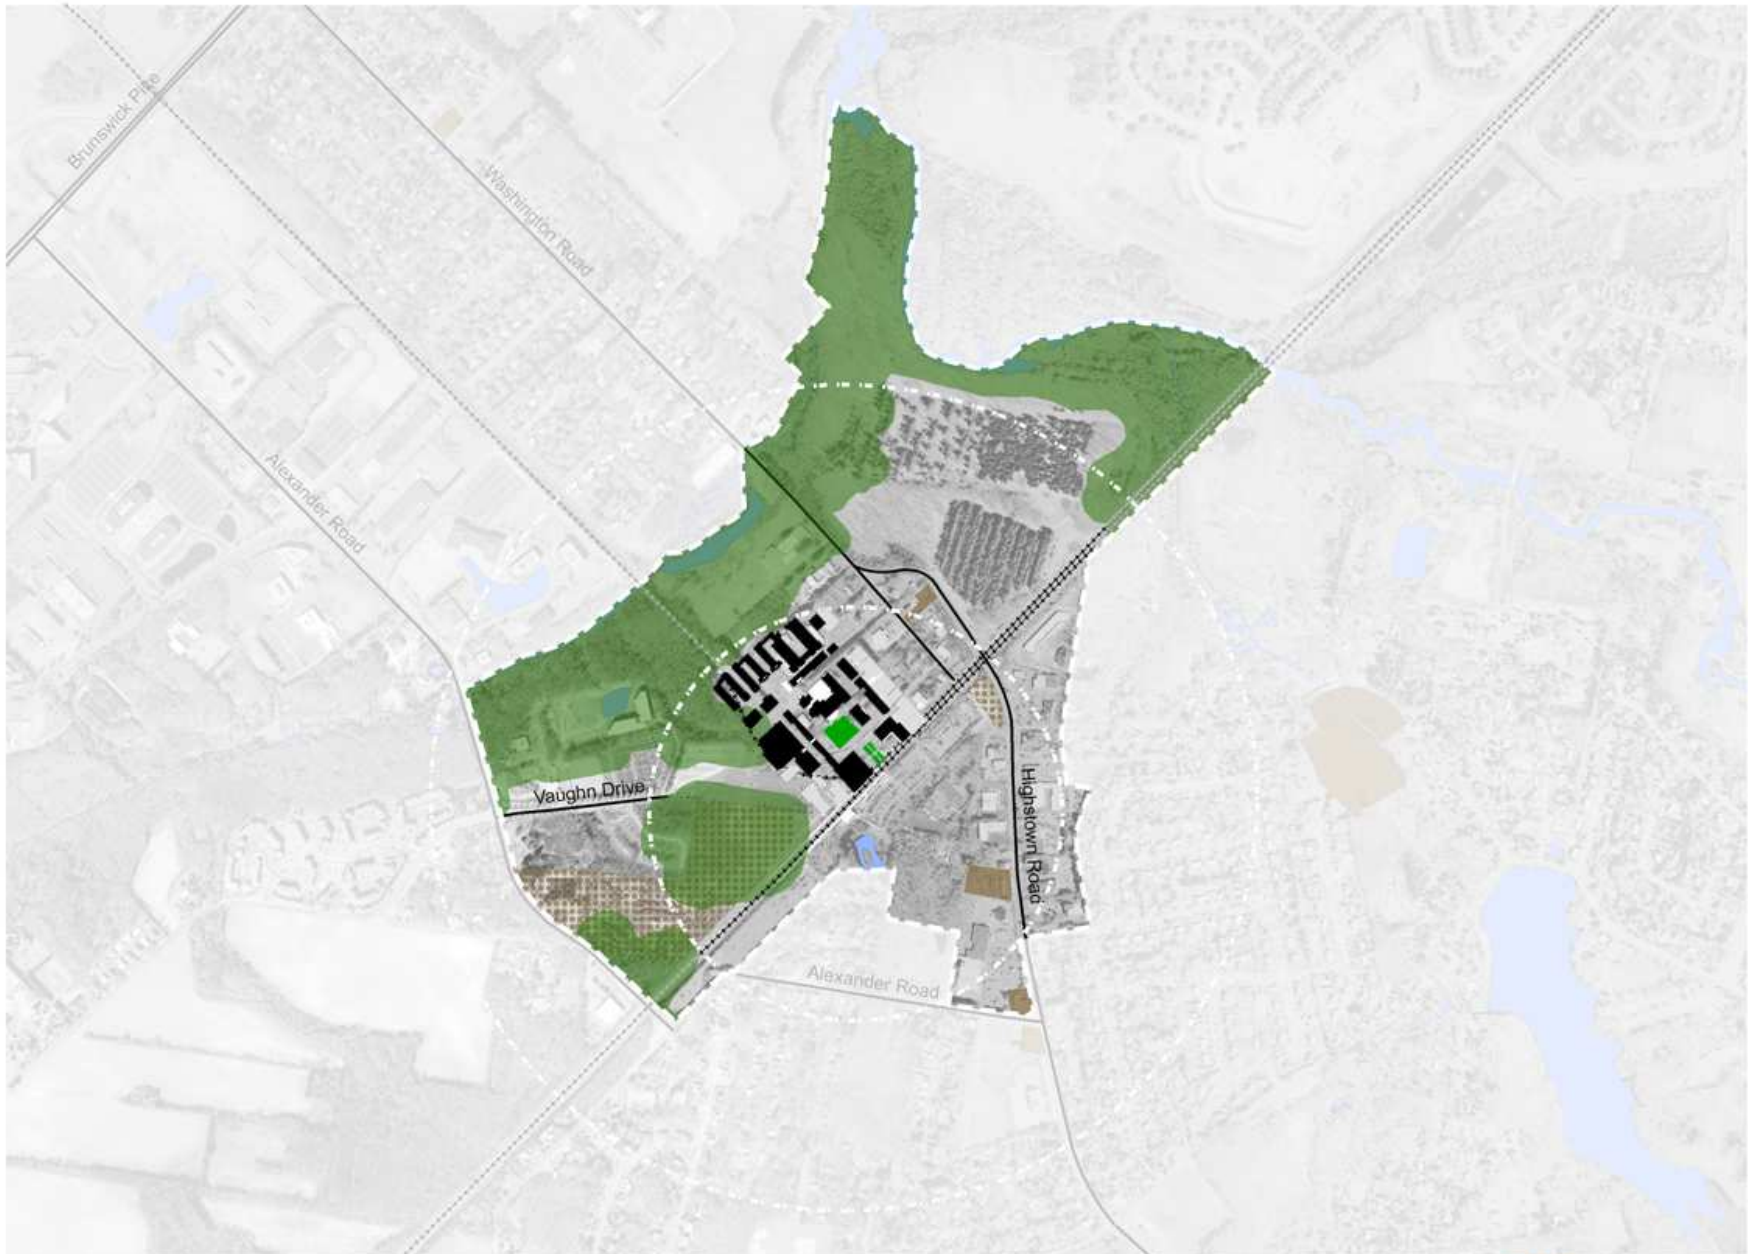 Brunswick Pike
Washington Road
Alexander Road
Vaughn Drive
Highstown Road
Alexander Road